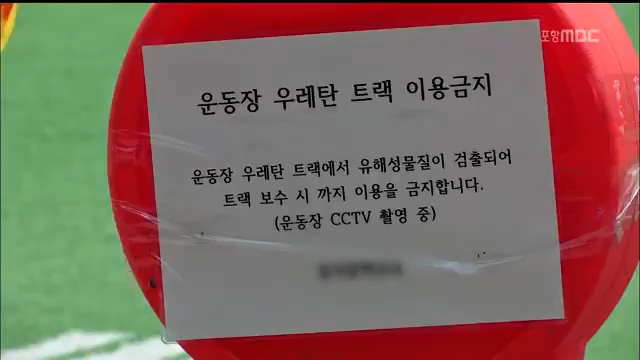 포항MBC
운동장 우레탄 트랙 이용금지
운동장 우레탄 트랙에서 유해성물질이 검출되어
트랙 보수 시 까지 이용을 금지합니다.
(운동장 CCTV 촬영 중)